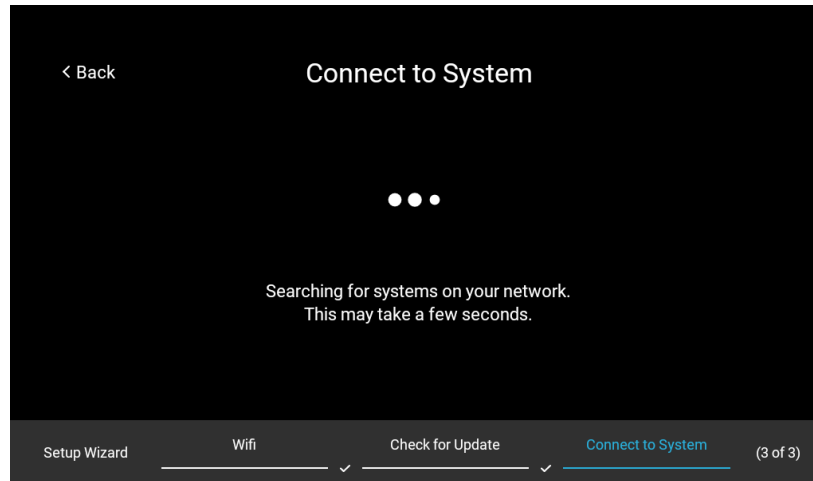 < Back
Connect to System
Searching for systems on your network.
This may take a few seconds.
Setup Wizard
Wifi
Check for Update
Connect to System
(3 of 3)